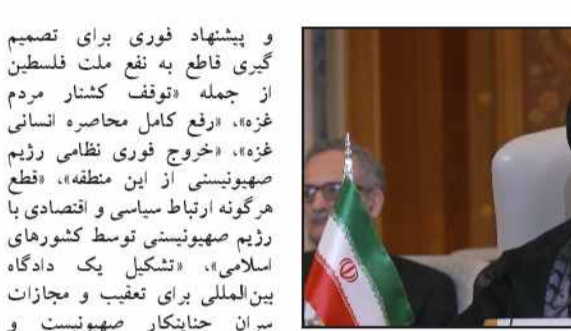 و پیشنهاد فوری برای تصمیم
گیری قاطع به نفع ملت فلسطین
از جمله «توقف کشتار مردم
غزه»، «رفع کامل محاصره انسانی
غزه»، «خروج فوری نظامی رژیم
صهیونیستی از این منطقه»، «قطع
هرگونه ارتباط سیاسی و اقتصادی با
رژیم صهیونیستی توسط کشورهای
اسلامی»، «تشکیل یک دادگاه
بین‌المللی برای تعقیب و مجازات
سران جنایتکار صهیونیست و